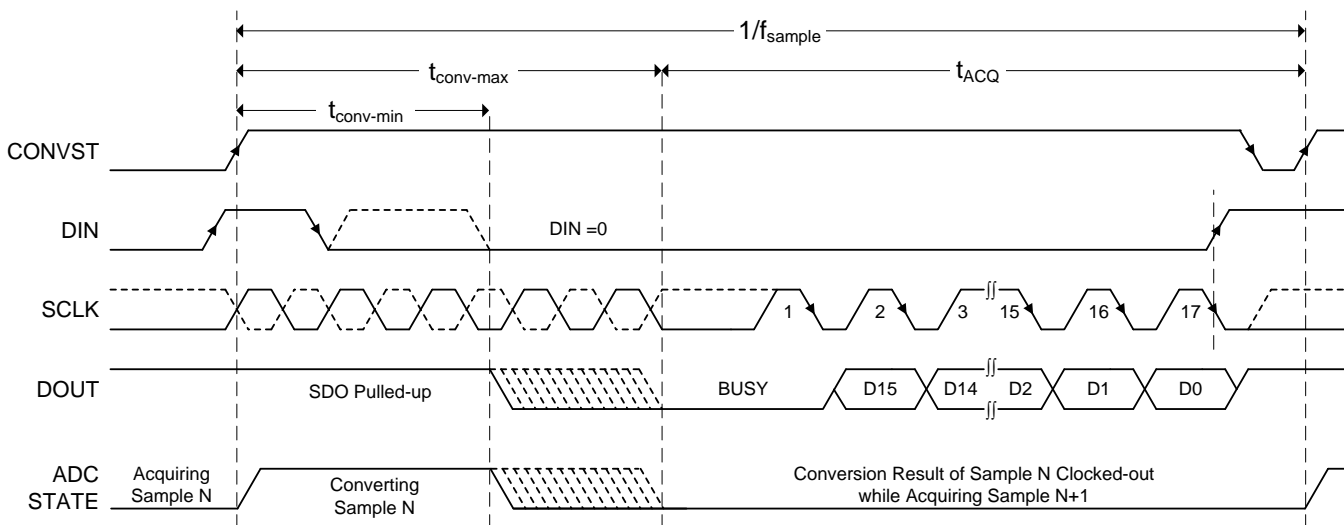 1/fsample
tconv-max
tACQ
tconv-min
CONVST
DIN
DIN =0
SCLK
1 2 3 15 16 17
DOUT
SDO Pulled-up
BUSY
D15 D14 D2 D1 D0
ADC
STATE
Acquiring
Sample N
Converting
Sample N
Conversion Result of Sample N Clocked-out
while Acquiring Sample N+1